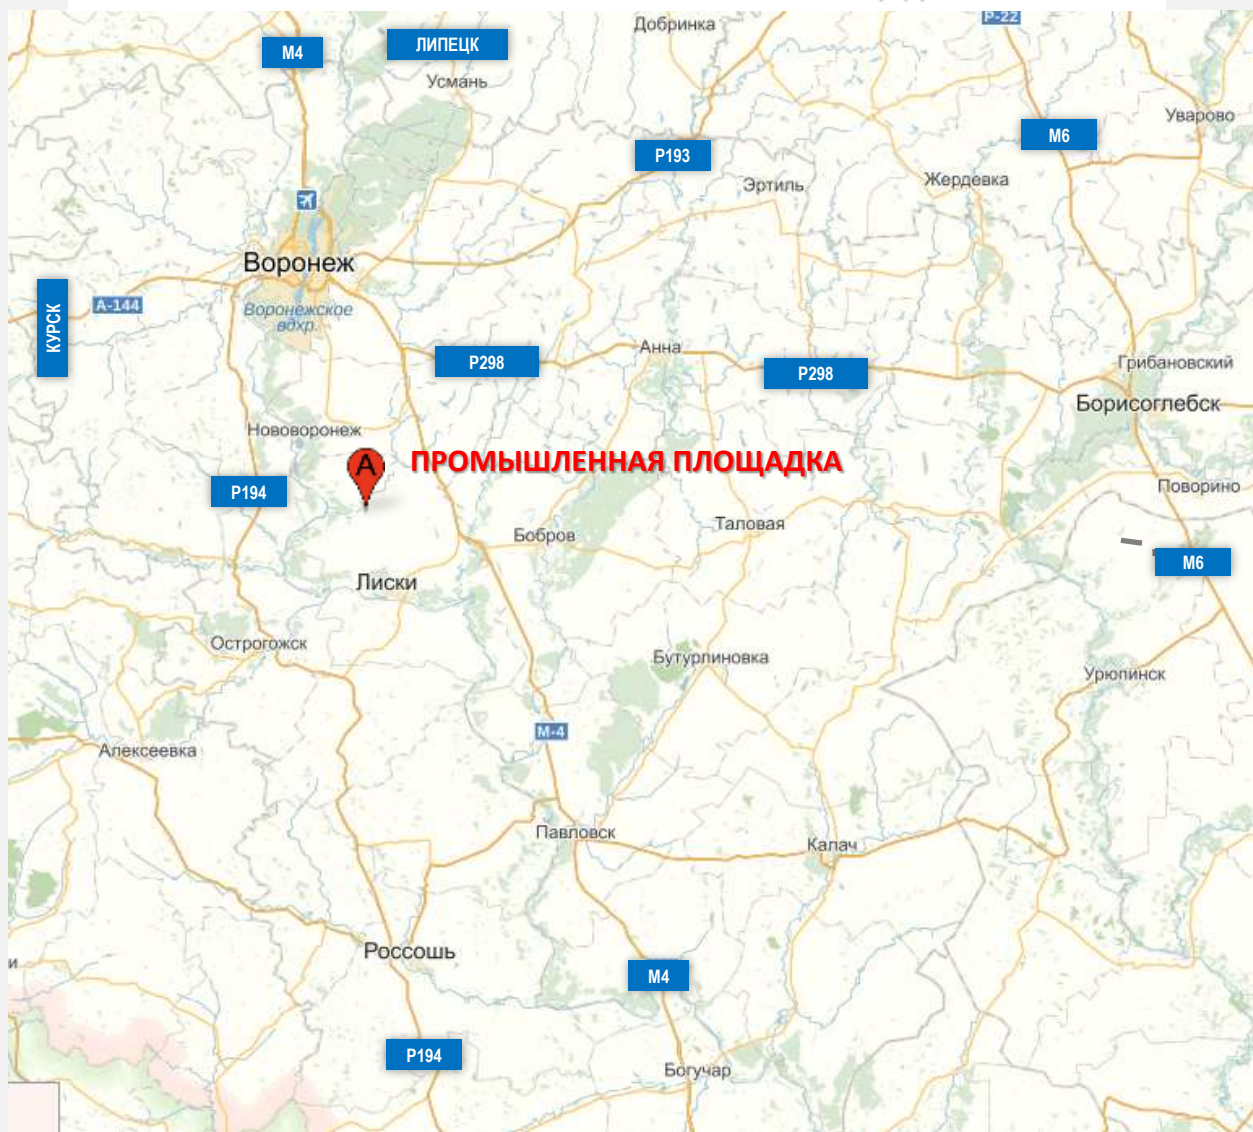 Добринка
Р-22
М4
ЛИПЕЦК
Усмань
Уварово
М6
Р193
Эртиль
Жердевка
Воронеж
А-144
Воронежское
вдхр.
КУРСК
Анна
Р298
Р298
Грибановский
Борисоглебск
Нововоронеж
А
ПРОМЫШЛЕННАЯ ПЛОЩАДКА
Р194
Поворино
Бобров
Таловая
М6
Лиски
Острогожск
Бутурлиновка
Урюпинск
М-4
Алексеевка
Павловск
Калач
Россошь
и
М4
Р194
Богучар